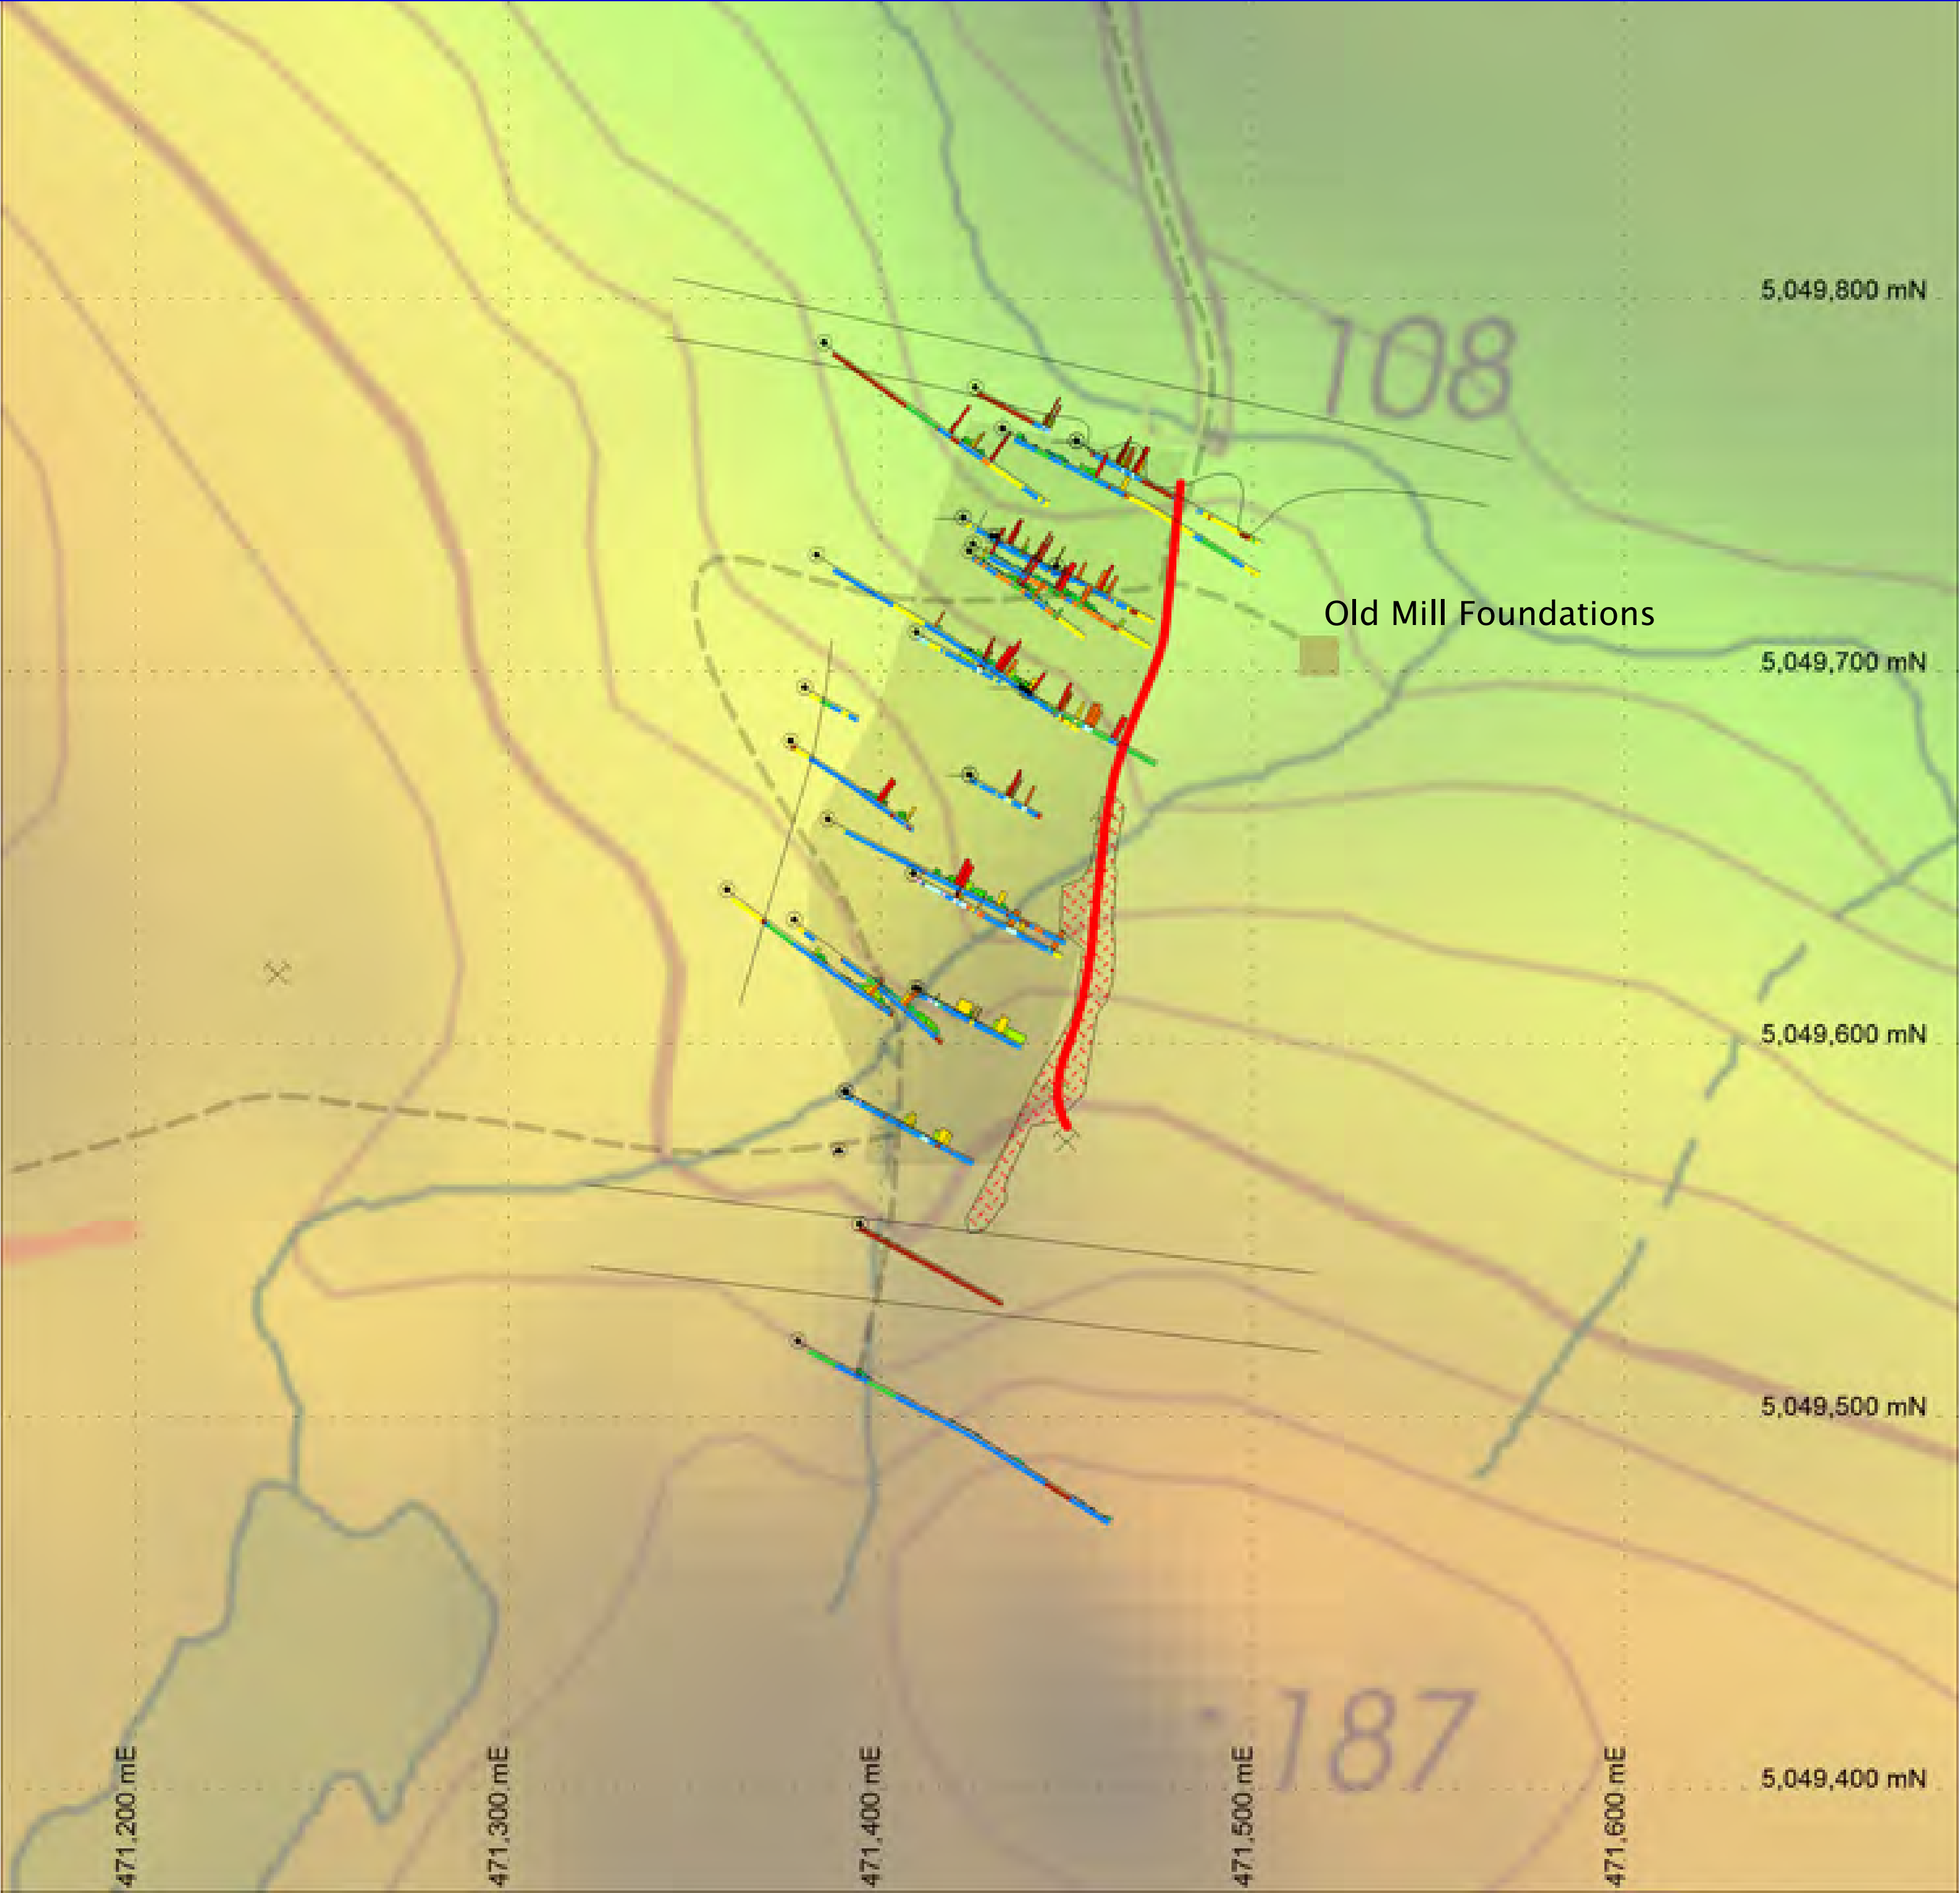 5,049,800 mN
108
Old Mill Foundations
5,049,700 mN
5,049,600 mN
5,049,500 mN
187
5,049,400 mN
471,200 mE
471,300 mE
471,400 mE
471,500 mE
471,600 mE